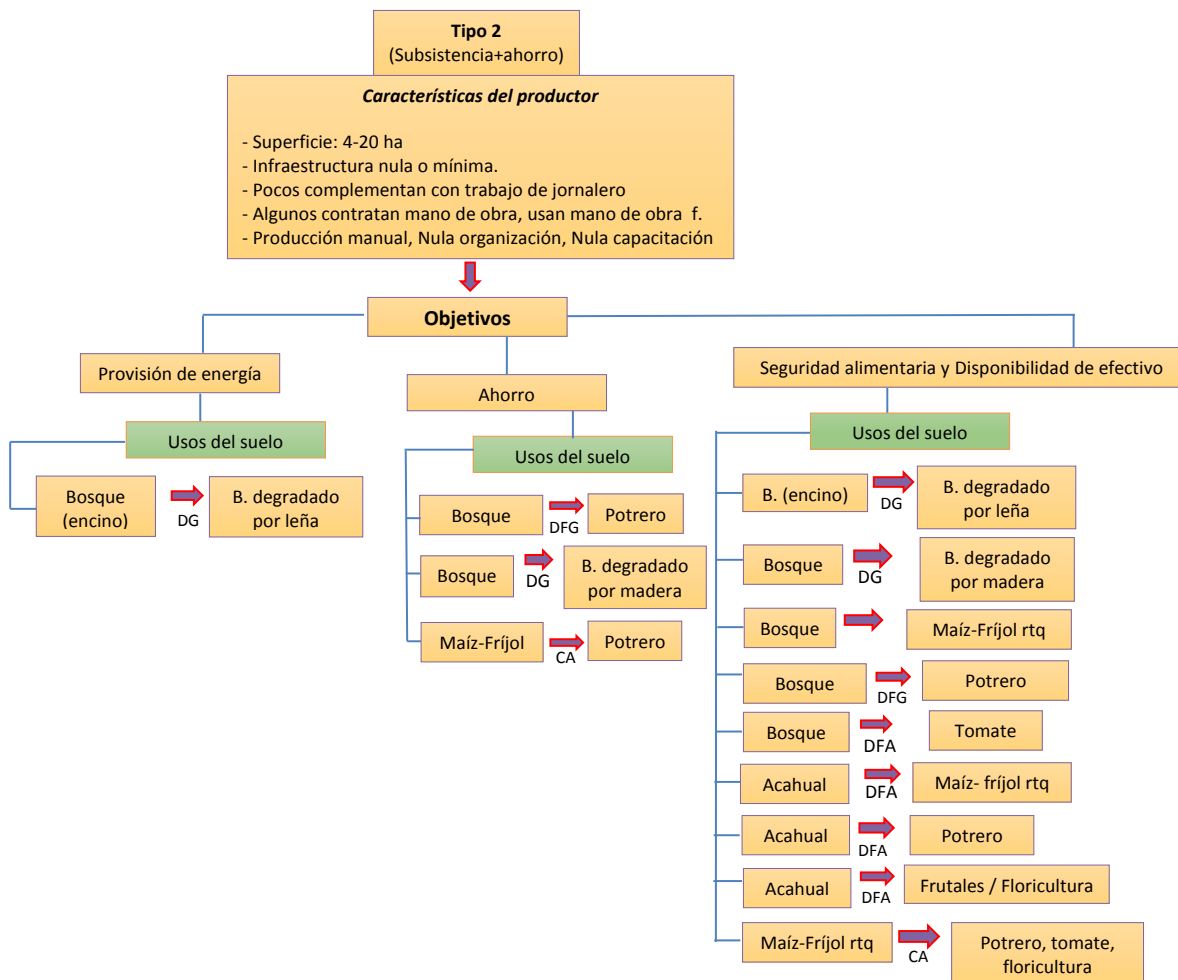 Tipo 2
(Subsistencia+ahorro)
Características del productor
- Superficie: 4-20 ha
- Infraestructura nula o mínima.
- Pocos complementan con trabajo de jornalero
- Algunos contratan mano de obra, usan mano de obra f.
- Producción manual, Nula organización, Nula capacitación
Objetivos
Provisión de energía
Usos del suelo
Bosque
(encino)
DG
B. degradado
por leña
Ahorro
Usos del suelo
Bosque
DFG
Potrero
Bosque
DG
B. degradado
por madera
Maíz-Fríjol
CA
Potrero
Seguridad alimentaria y Disponibilidad de efectivo
Usos del suelo
B. (encino)
DG
B. degradado
por leña
Bosque
DG
B. degradado
por madera
Bosque
Maíz-Fríjol rtq
Bosque
DFG
Potrero
Bosque
DFA
Tomate
Acahual
DFA
Maíz- fríjol rtq
Acahual
DFA
Potrero
Acahual
DFA
Frutales / Floricultura
Maíz-Fríjol rtq
CA
Potrero, tomate,
floricultura